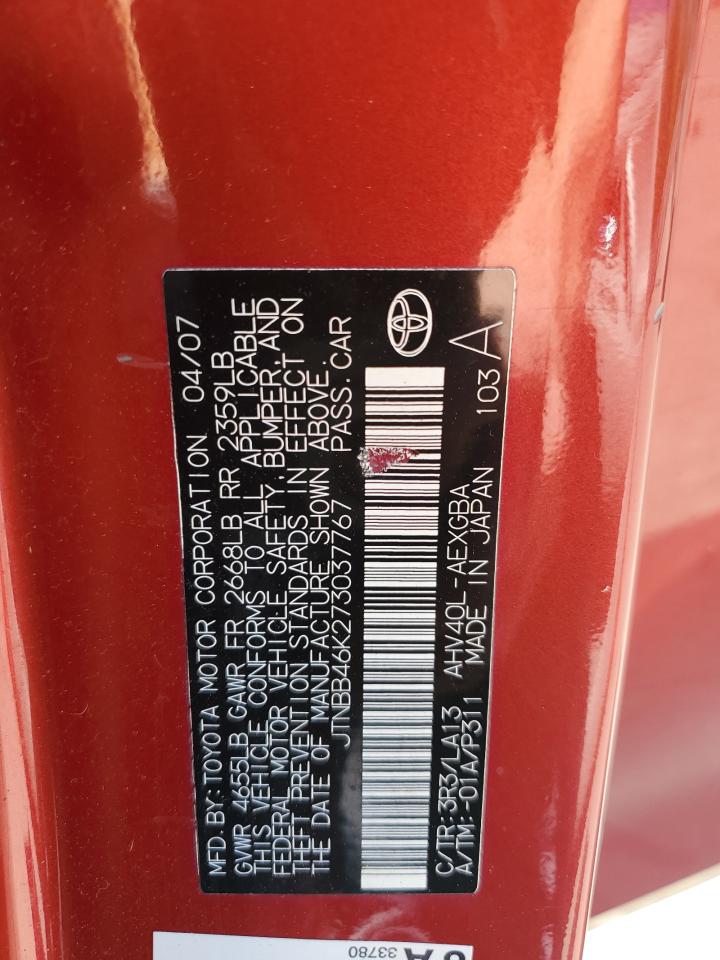 MFD. BY: TOYOTA MOTOR CORPORATION 04/07
GVWR 4655LB GAWR FR 2668LB RR 2359LB
THIS VEHICLE CONFORMS TO ALL APPLICABLE
FEDERAL MOTOR VEHICLE SAFETY, BUMPER, AND
THEFT PREVENTION STANDARDS IN EFFECT ON
THE DATE OF MANUFACTURE SHOWN ABOVE.
JTNBB46K273037767 PASS. CAR
C/TR: 3R3/LA13 AHV40L -AEXGBA
A/TM: -01A/P311 MADE IN JAPAN
103 A
33780